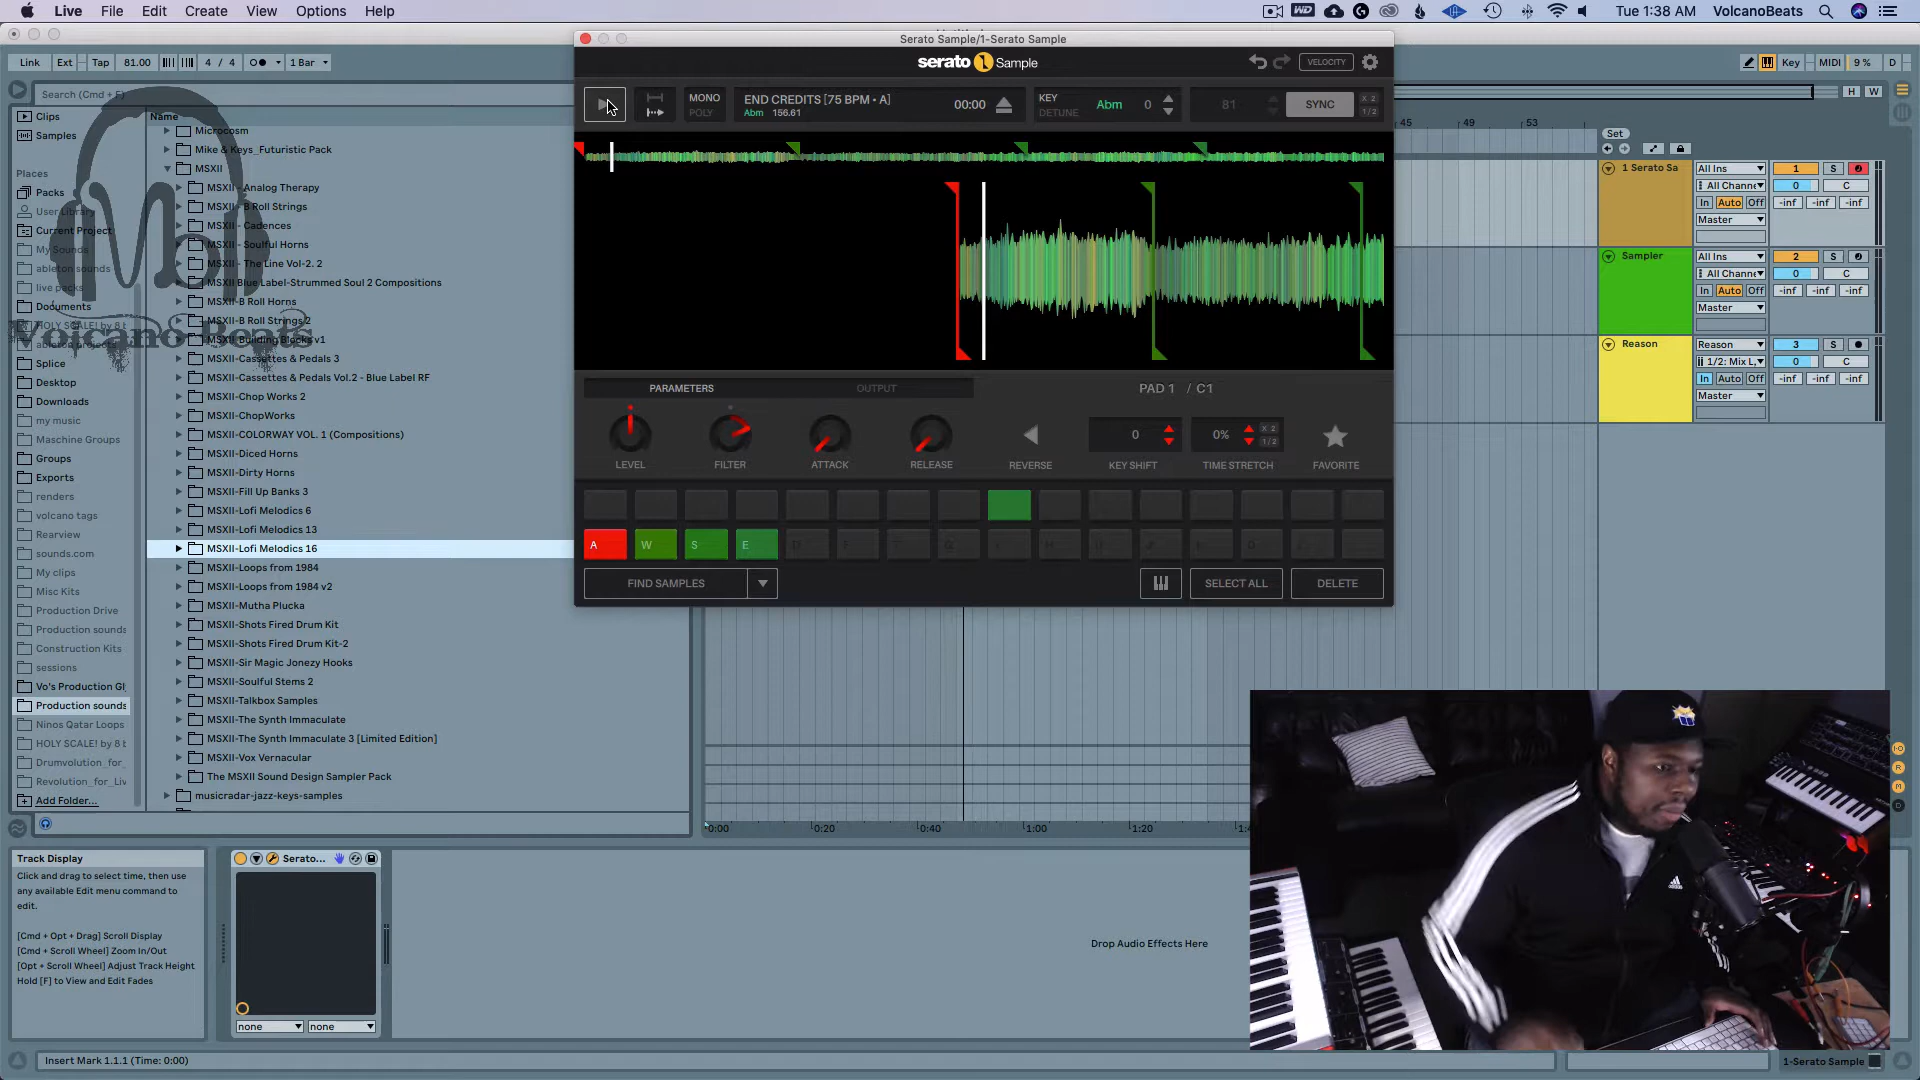 Live File Edit Create View Options Help
Tue 1:38 AM VolcanoBeats
Serato Sample/1-Serato Sample
Link Ext Tap 81.00 4 / 4 1 Bar
Key MIDI 9 % D
serato Sample VELOCITY
Search (Cmd + F)
H W
MONO
POLY
END CREDITS [75 BPM • A] 00:00
Abm 156.61
KEY Abm 0
DETUNE
81 SYNC X 2
1/2
45 49 53
Set
Clips
Samples
Places
Packs
User Library
Current Project
My Sounds
ableton sounds
live packs
Documents
HOLY SCALE! by 8 b
ableton projects
Splice
Desktop
Downloads
my music
Maschine Groups
Groups
Exports
renders
volcano tags
Rearview
sounds.com
My clips
Misc Kits
Production Drive
Production sounds
Construction Kits
sessions
Vo's Production Gl
Production sounds
Ninos Qatar Loops
HOLY SCALE! by 8 b
Drumvolution_for_
Revolution_for_Liv
Add Folder...
Volcano Beats
Name
Microcosm
Mike & Keys_Futuristic Pack
MSXII
MSXII - Analog Therapy
MSXII - B Roll Strings
MSXII - Cadences
MSXII - Soulful Horns
MSXII - The Line Vol-2. 2
MSXII Blue Label-Strummed Soul 2 Compositions
MSXII-B Roll Horns
MSXII-B Roll Strings 2
MSXII-Building Blocks v1
MSXII-Cassettes & Pedals 3
MSXII-Cassettes & Pedals Vol.2 - Blue Label RF
MSXII-Chop Works 2
MSXII-ChopWorks
MSXII-COLORWAY VOL. 1 (Compositions)
MSXII-Diced Horns
MSXII-Dirty Horns
MSXII-Fill Up Banks 3
MSXII-Lofi Melodics 6
MSXII-Lofi Melodics 13
MSXII-Lofi Melodics 16
MSXII-Loops from 1984
MSXII-Loops from 1984 v2
MSXII-Mutha Plucka
MSXII-Shots Fired Drum Kit
MSXII-Shots Fired Drum Kit-2
MSXII-Sir Magic Jonezy Hooks
MSXII-Soulful Stems 2
MSXII-Talkbox Samples
MSXII-The Synth Immaculate
MSXII-The Synth Immaculate 3 [Limited Edition]
MSXII-Vox Vernacular
The MSXII Sound Design Sampler Pack
musicradar-jazz-keys-samples
PARAMETERS OUTPUT PAD 1 / C1
0 0% X 2
1/2
LEVEL FILTER ATTACK RELEASE REVERSE KEY SHIFT TIME STRETCH FAVORITE
A W S E
FIND SAMPLES SELECT ALL DELETE
1 Serato Sa All Ins 1 S
All Channe 0 C
In Auto Off -inf -inf
Master
Sampler All Ins 2 S
All Channe 0 C
In Auto Off -inf -inf
Master
Reason Reason 3 S
1/2: Mix L, 0 C
In Auto Off -inf -inf
Master
0:00 0:20 0:40 1:00 1:20
Track Display
Click and drag to select time, then use
any available Edit menu command to
edit.
[Cmd + Opt + Drag] Scroll Display
[Cmd + Scroll Wheel] Zoom In/Out
[Opt + Scroll Wheel] Adjust Track Height
Hold [F] to View and Edit Fades
Serato...
none none
Drop Audio Effects Here
adidas
Insert Mark 1.1.1 (Time: 0:00)
1-Serato Sample